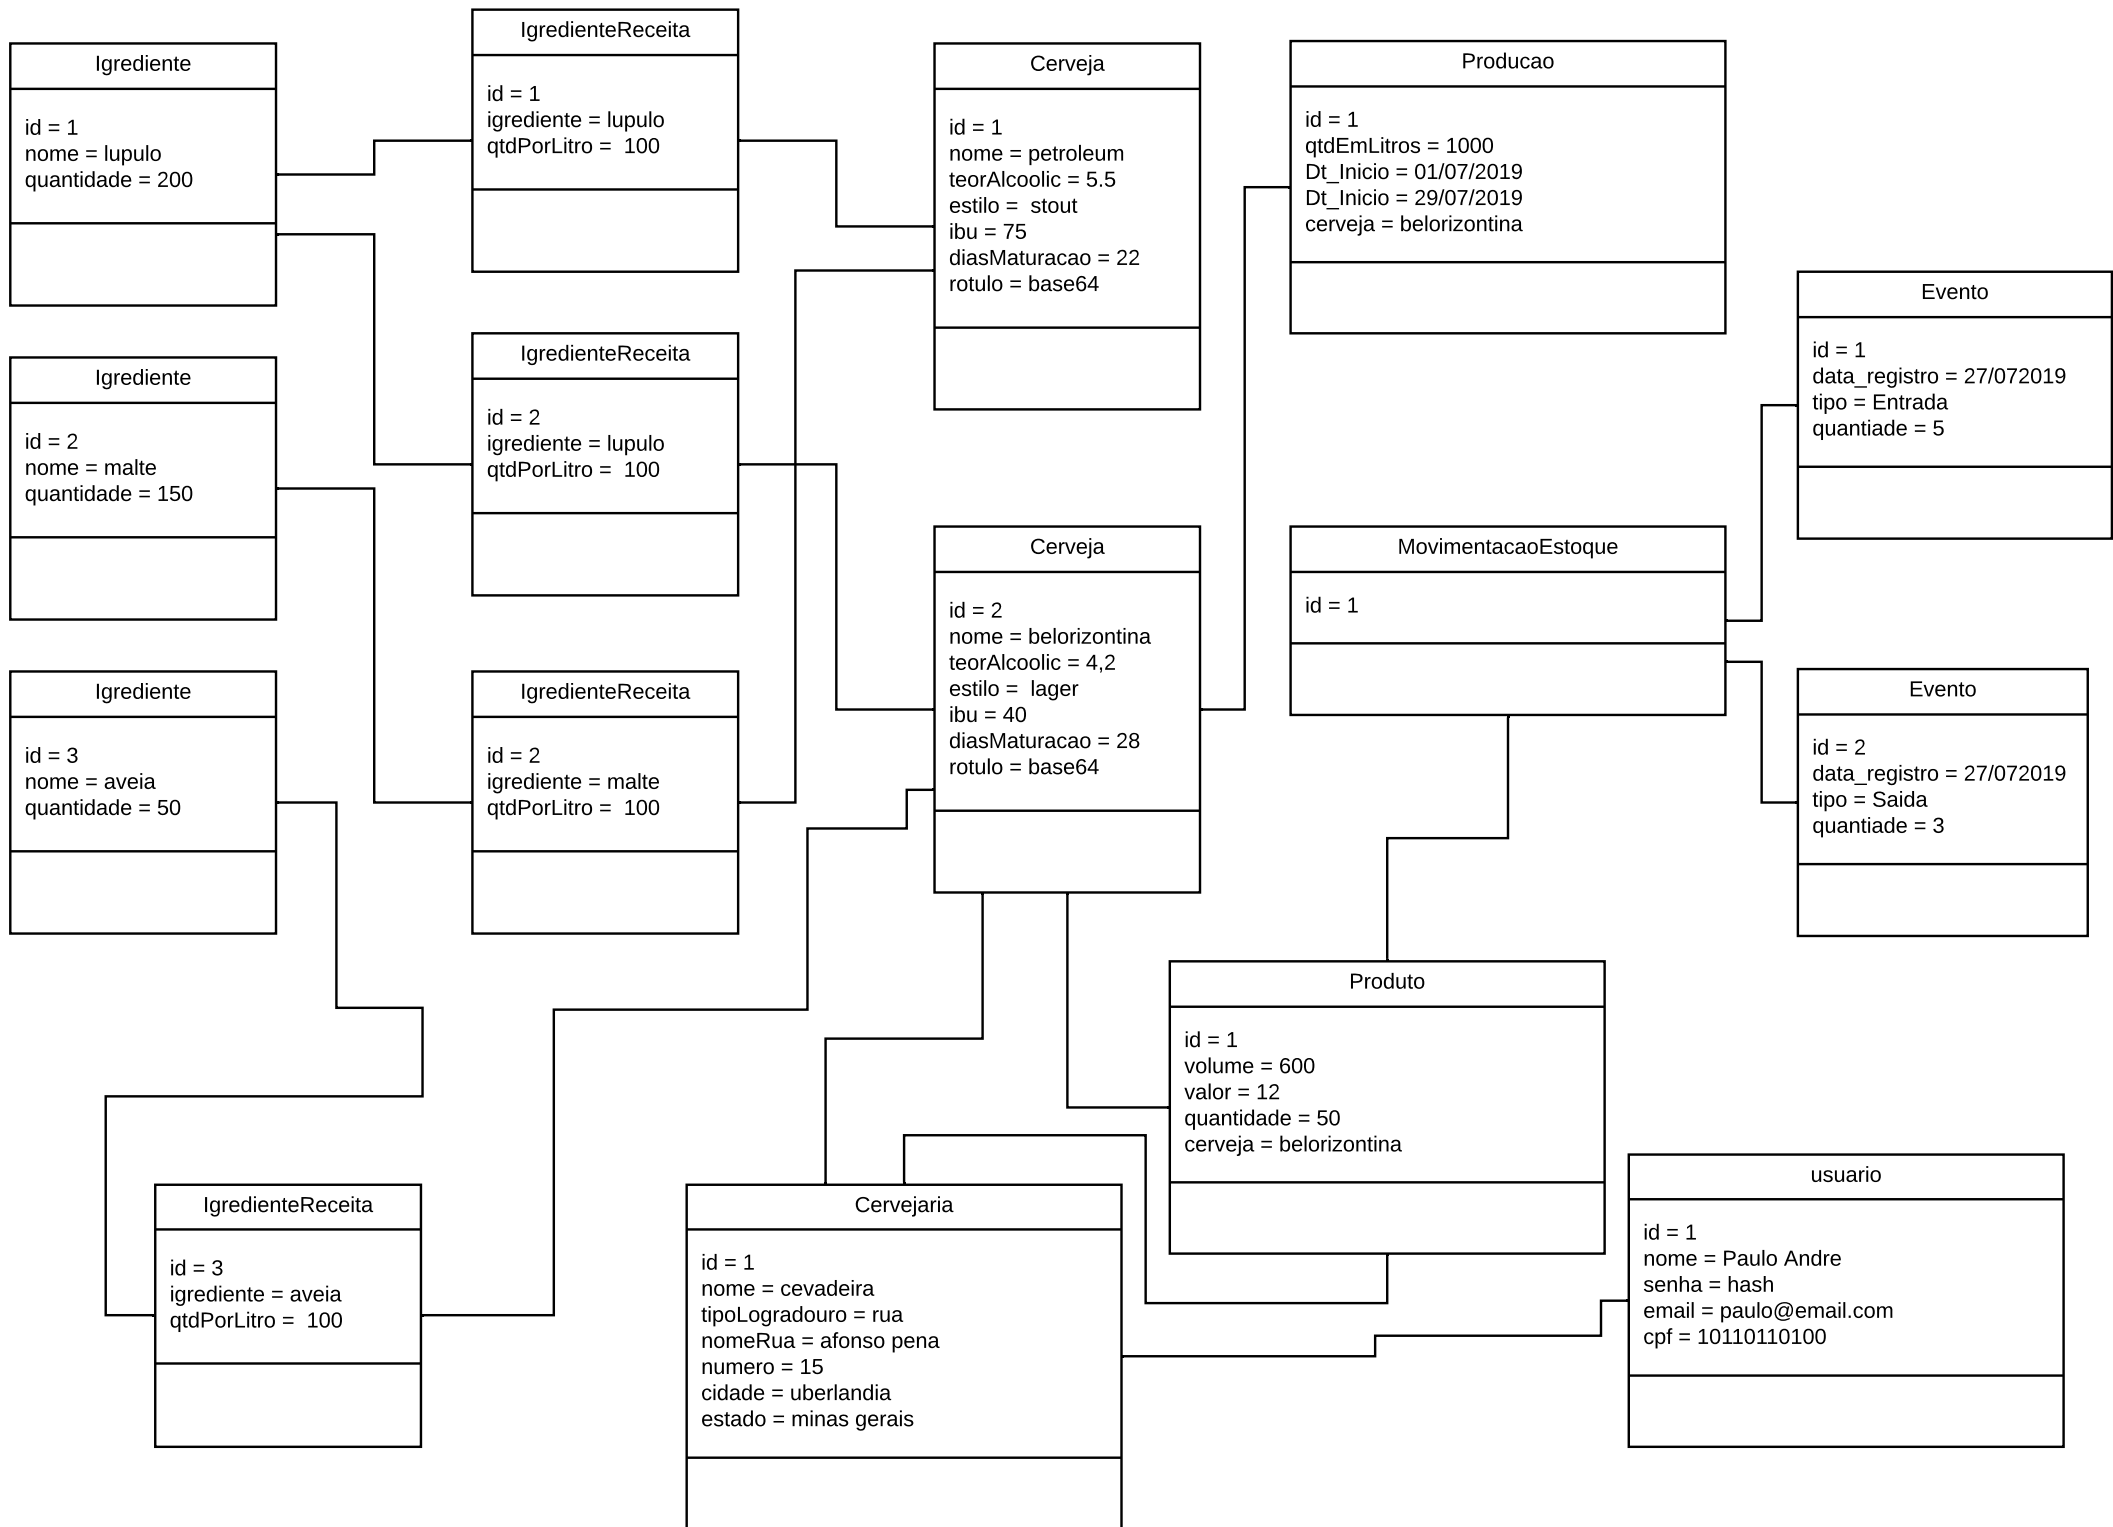 Igrediente
id = 1
nome = lupulo
quantidade = 200
IgredienteReceita
id = 1
igrediente = lupulo
qtdPorLitro =  100
Cerveja
id = 1
nome = petroleum
teorAlcoolic = 5.5
estilo =  stout
ibu = 75
diasMaturacao = 22
rotulo = base64
Producao
id = 1
qtdEmLitros = 1000
Dt_Inicio = 01/07/2019
Dt_Inicio = 29/07/2019
cerveja = belorizontina
Evento
id = 1
data_registro = 27/072019
tipo = Entrada
quantiade = 5
Igrediente
id = 2
nome = malte
quantidade = 150
IgredienteReceita
id = 2
igrediente = lupulo
qtdPorLitro =  100
Cerveja
id = 2
nome = belorizontina
teorAlcoolic = 4,2
estilo =  lager
ibu = 40
diasMaturacao = 28
rotulo = base64
MovimentacaoEstoque
id = 1
Evento
id = 2
data_registro = 27/072019
tipo = Saida
quantiade = 3
Igrediente
id = 3
nome = aveia
quantidade = 50
IgredienteReceita
id = 2
igrediente = malte
qtdPorLitro =  100
Produto
id = 1
volume = 600
valor = 12
quantidade = 50
cerveja = belorizontina
IgredienteReceita
id = 3
igrediente = aveia
qtdPorLitro =  100
Cervejaria
id = 1
nome = cevadeira
tipoLogradouro = rua
nomeRua = afonso pena
numero = 15
cidade = uberlandia
estado = minas gerais
usuario
id = 1
nome = Paulo Andre
senha = hash
email = paulo@email.com
cpf = 10110110100